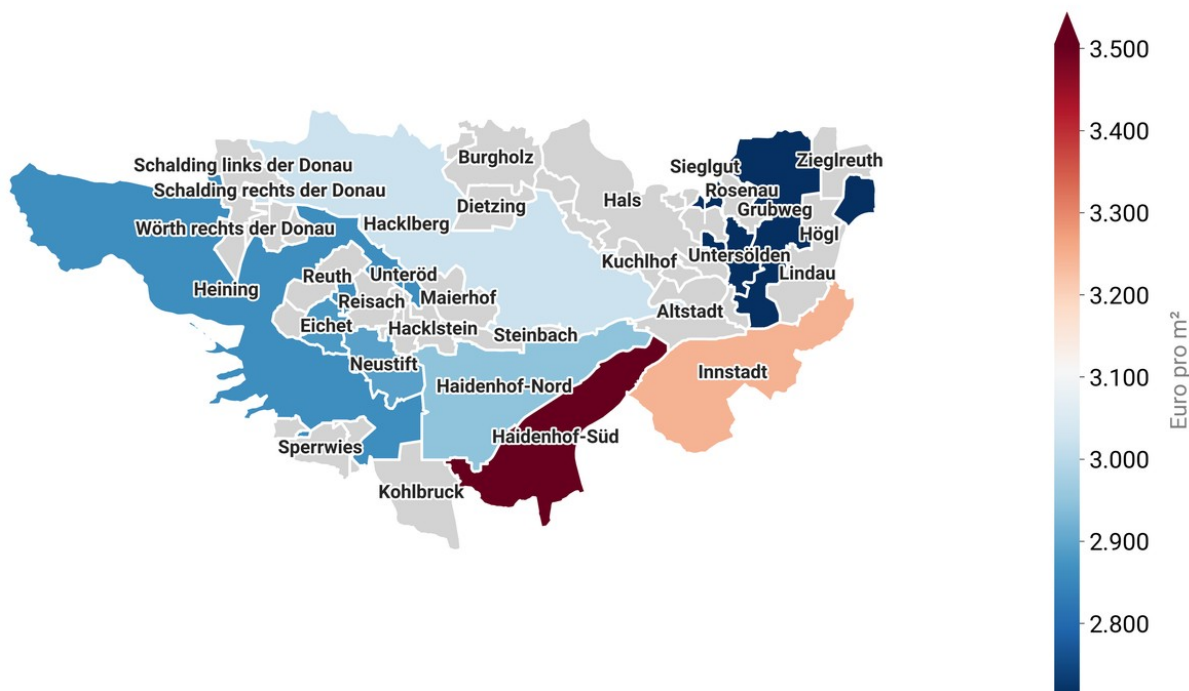 Schalding links der Donau
Schalding rechts der Donau
Wörth rechts der Donau
Heining
Burgholz
Dietzing
Hacklberg
Hals
Kuchlhof
Sieglgut
Rosenau
Grubweg
Zieglreuth
Högl
Untersölden
Lindau
Reuth
Unteröd
Reisach
Maierhof
Eichet
Hacklstein
Steinbach
Altstadt
Neustift
Haidenhof-Nord
Innstadt
Haidenhof-Süd
Sperrwies
Kohlbruck
3.500
3.400
3.300
3.200
3.100
3.000
2.900
2.800
Euro pro m²